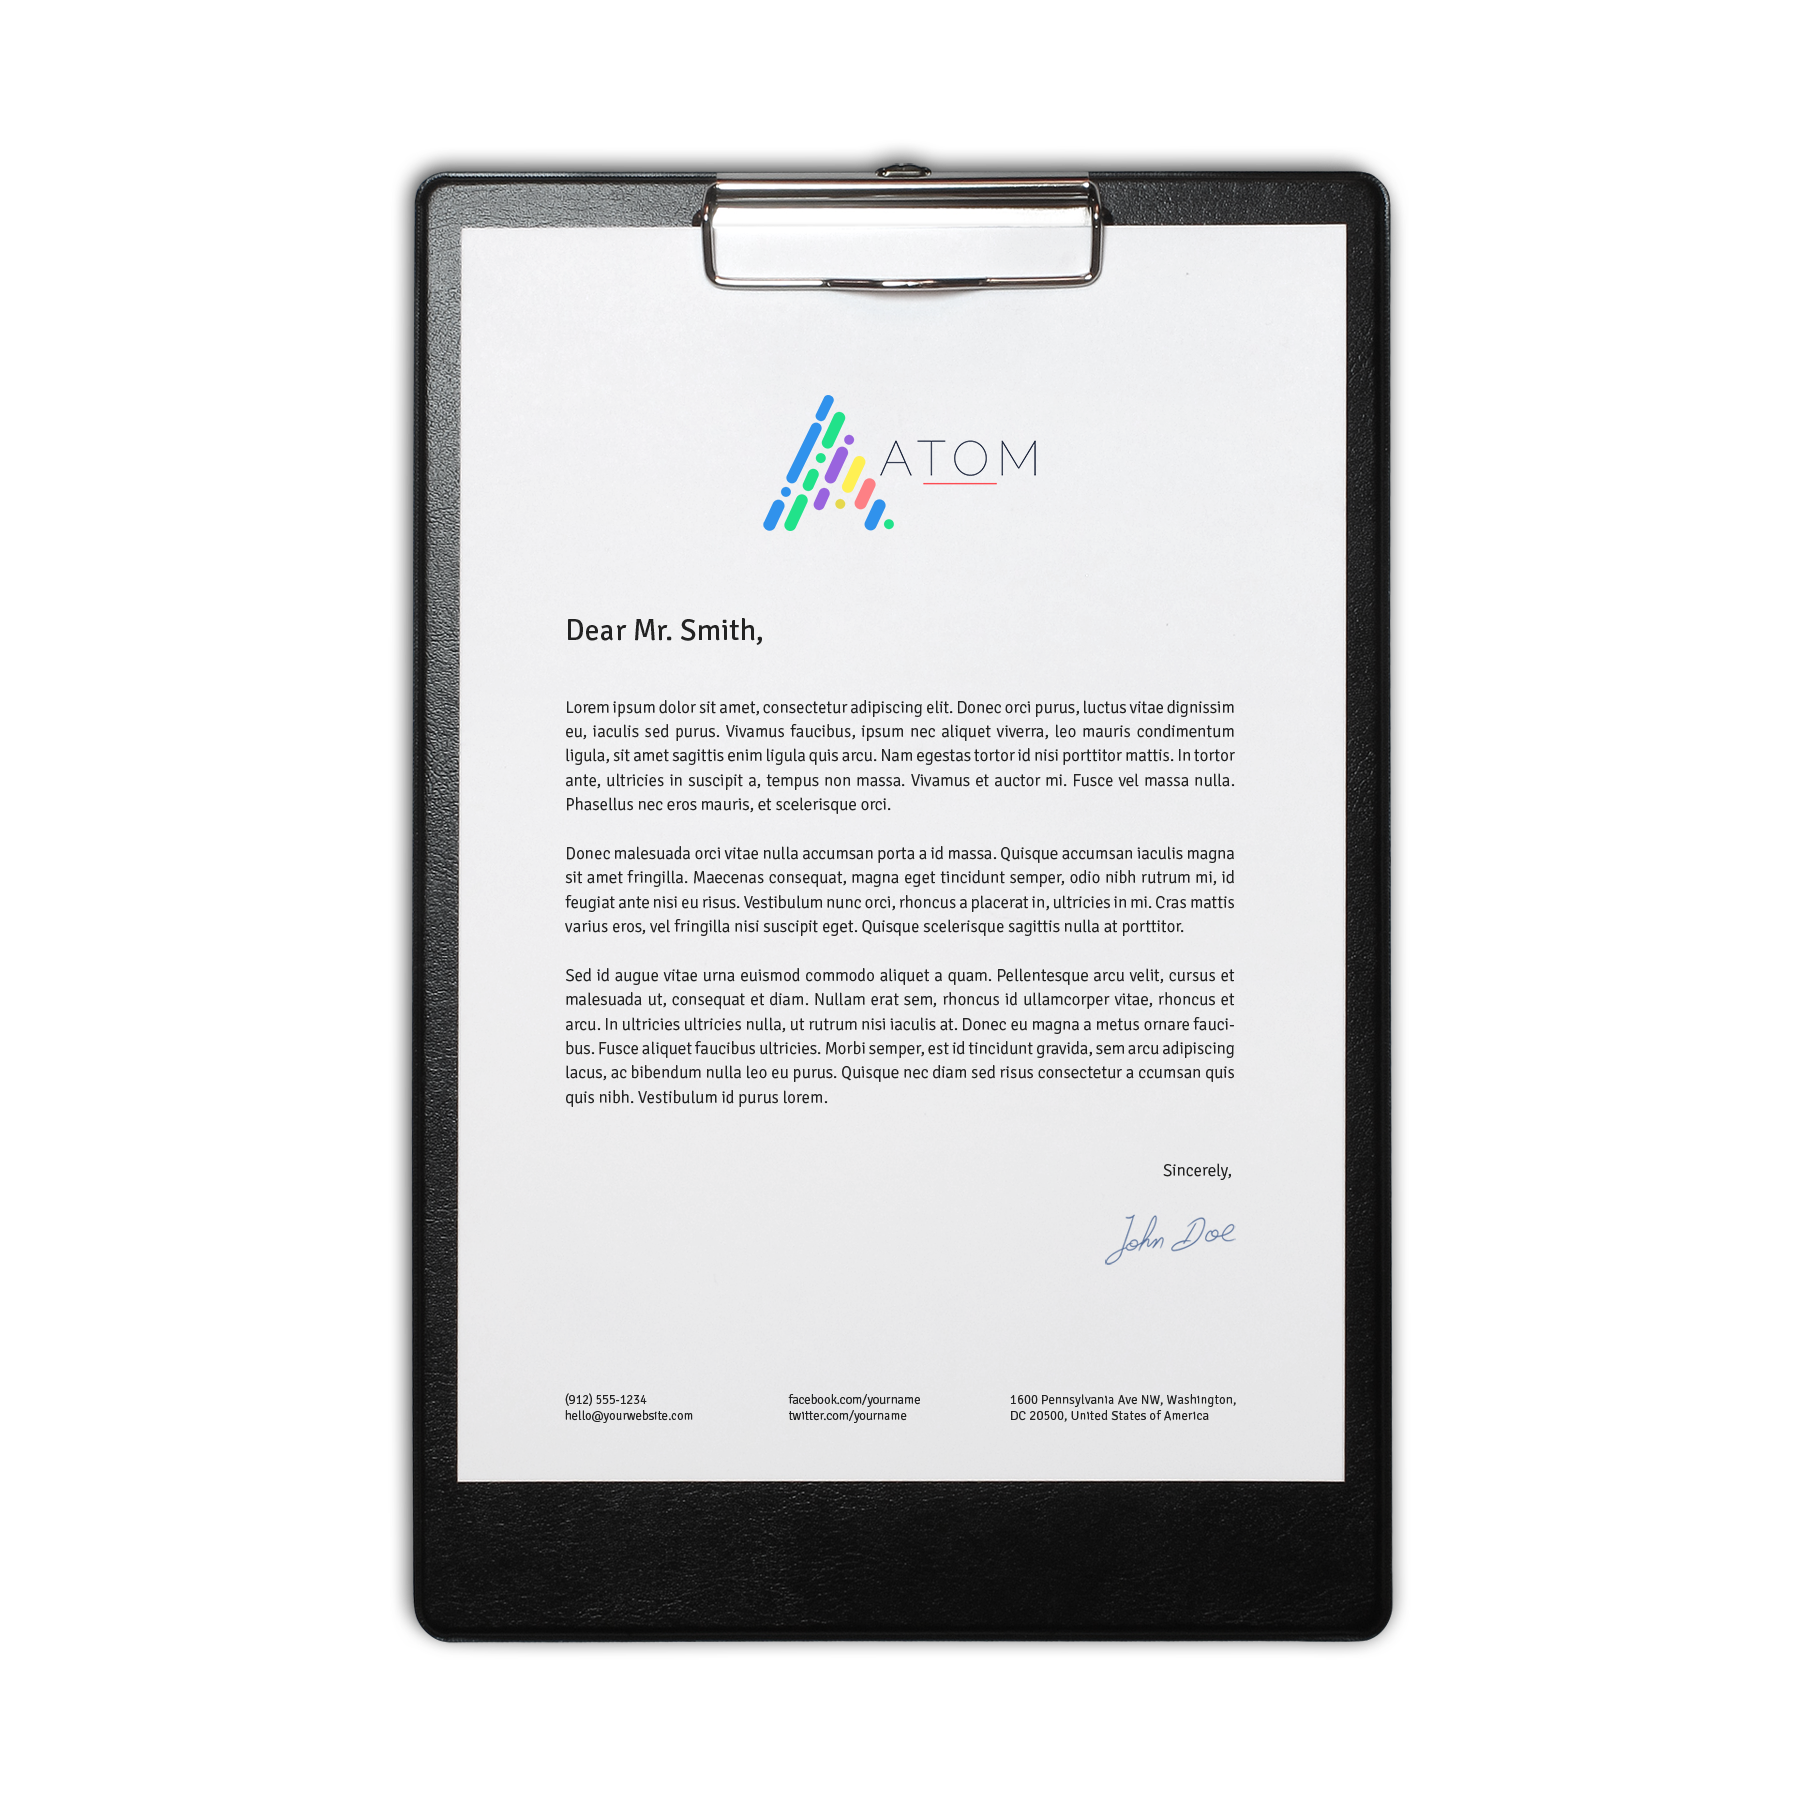 ATOM
Dear Mr. Smith,
Lorem ipsum dolor sit amet, consectetur adipiscing elit. Donec orci purus, luctus vitae dignissim
eu, iaculis sed purus. Vivamus faucibus, ipsum nec aliquet viverra, leo mauris condimentum
ligula, sit amet sagittis enim ligula quis arcu. Nam egestas tortor id nisi porttitor mattis. In tortor
ante, ultricies in suscipit a, tempus non massa. Vivamus et auctor mi. Fusce vel massa nulla.
Phasellus nec eros mauris, et scelerisque orci.
Donec malesuada orci vitae nulla accumsan porta a id massa. Quisque accumsan iaculis magna
sit amet fringilla. Maecenas consequat, magna eget tincidunt semper, odio nibh rutrum mi, id
feugiat ante nisi eu risus. Vestibulum nunc orci, rhoncus a placerat in, ultricies in mi. Cras mattis
varius eros, vel fringilla nisi suscipit eget. Quisque scelerisque sagittis nulla at porttitor.
Sed id augue vitae urna euismod commodo aliquet a quam. Pellentesque arcu velit, cursus et
malesuada ut, consequat et diam. Nullam erat sem, rhoncus id ullamcorper vitae, rhoncus et
arcu. In ultricies ultricies nulla, ut rutrum nisi iaculis at. Donec eu magna a metus ornare fauci-
bus. Fusce aliquet faucibus ultricies. Morbi semper, est id tincidunt gravida, sem arcu adipiscing
lacus, ac bibendum nulla leo eu purus. Quisque nec diam sed risus consectetur a ccumsan quis
quis nibh. Vestibulum id purus lorem.
Sincerely,
John Doe
(912) 555-1234
hello@yourwebsite.com
facebook.com/yourname
twitter.com/yourname
1600 Pennsylvania Ave NW, Washington,
DC 20500, United States of America